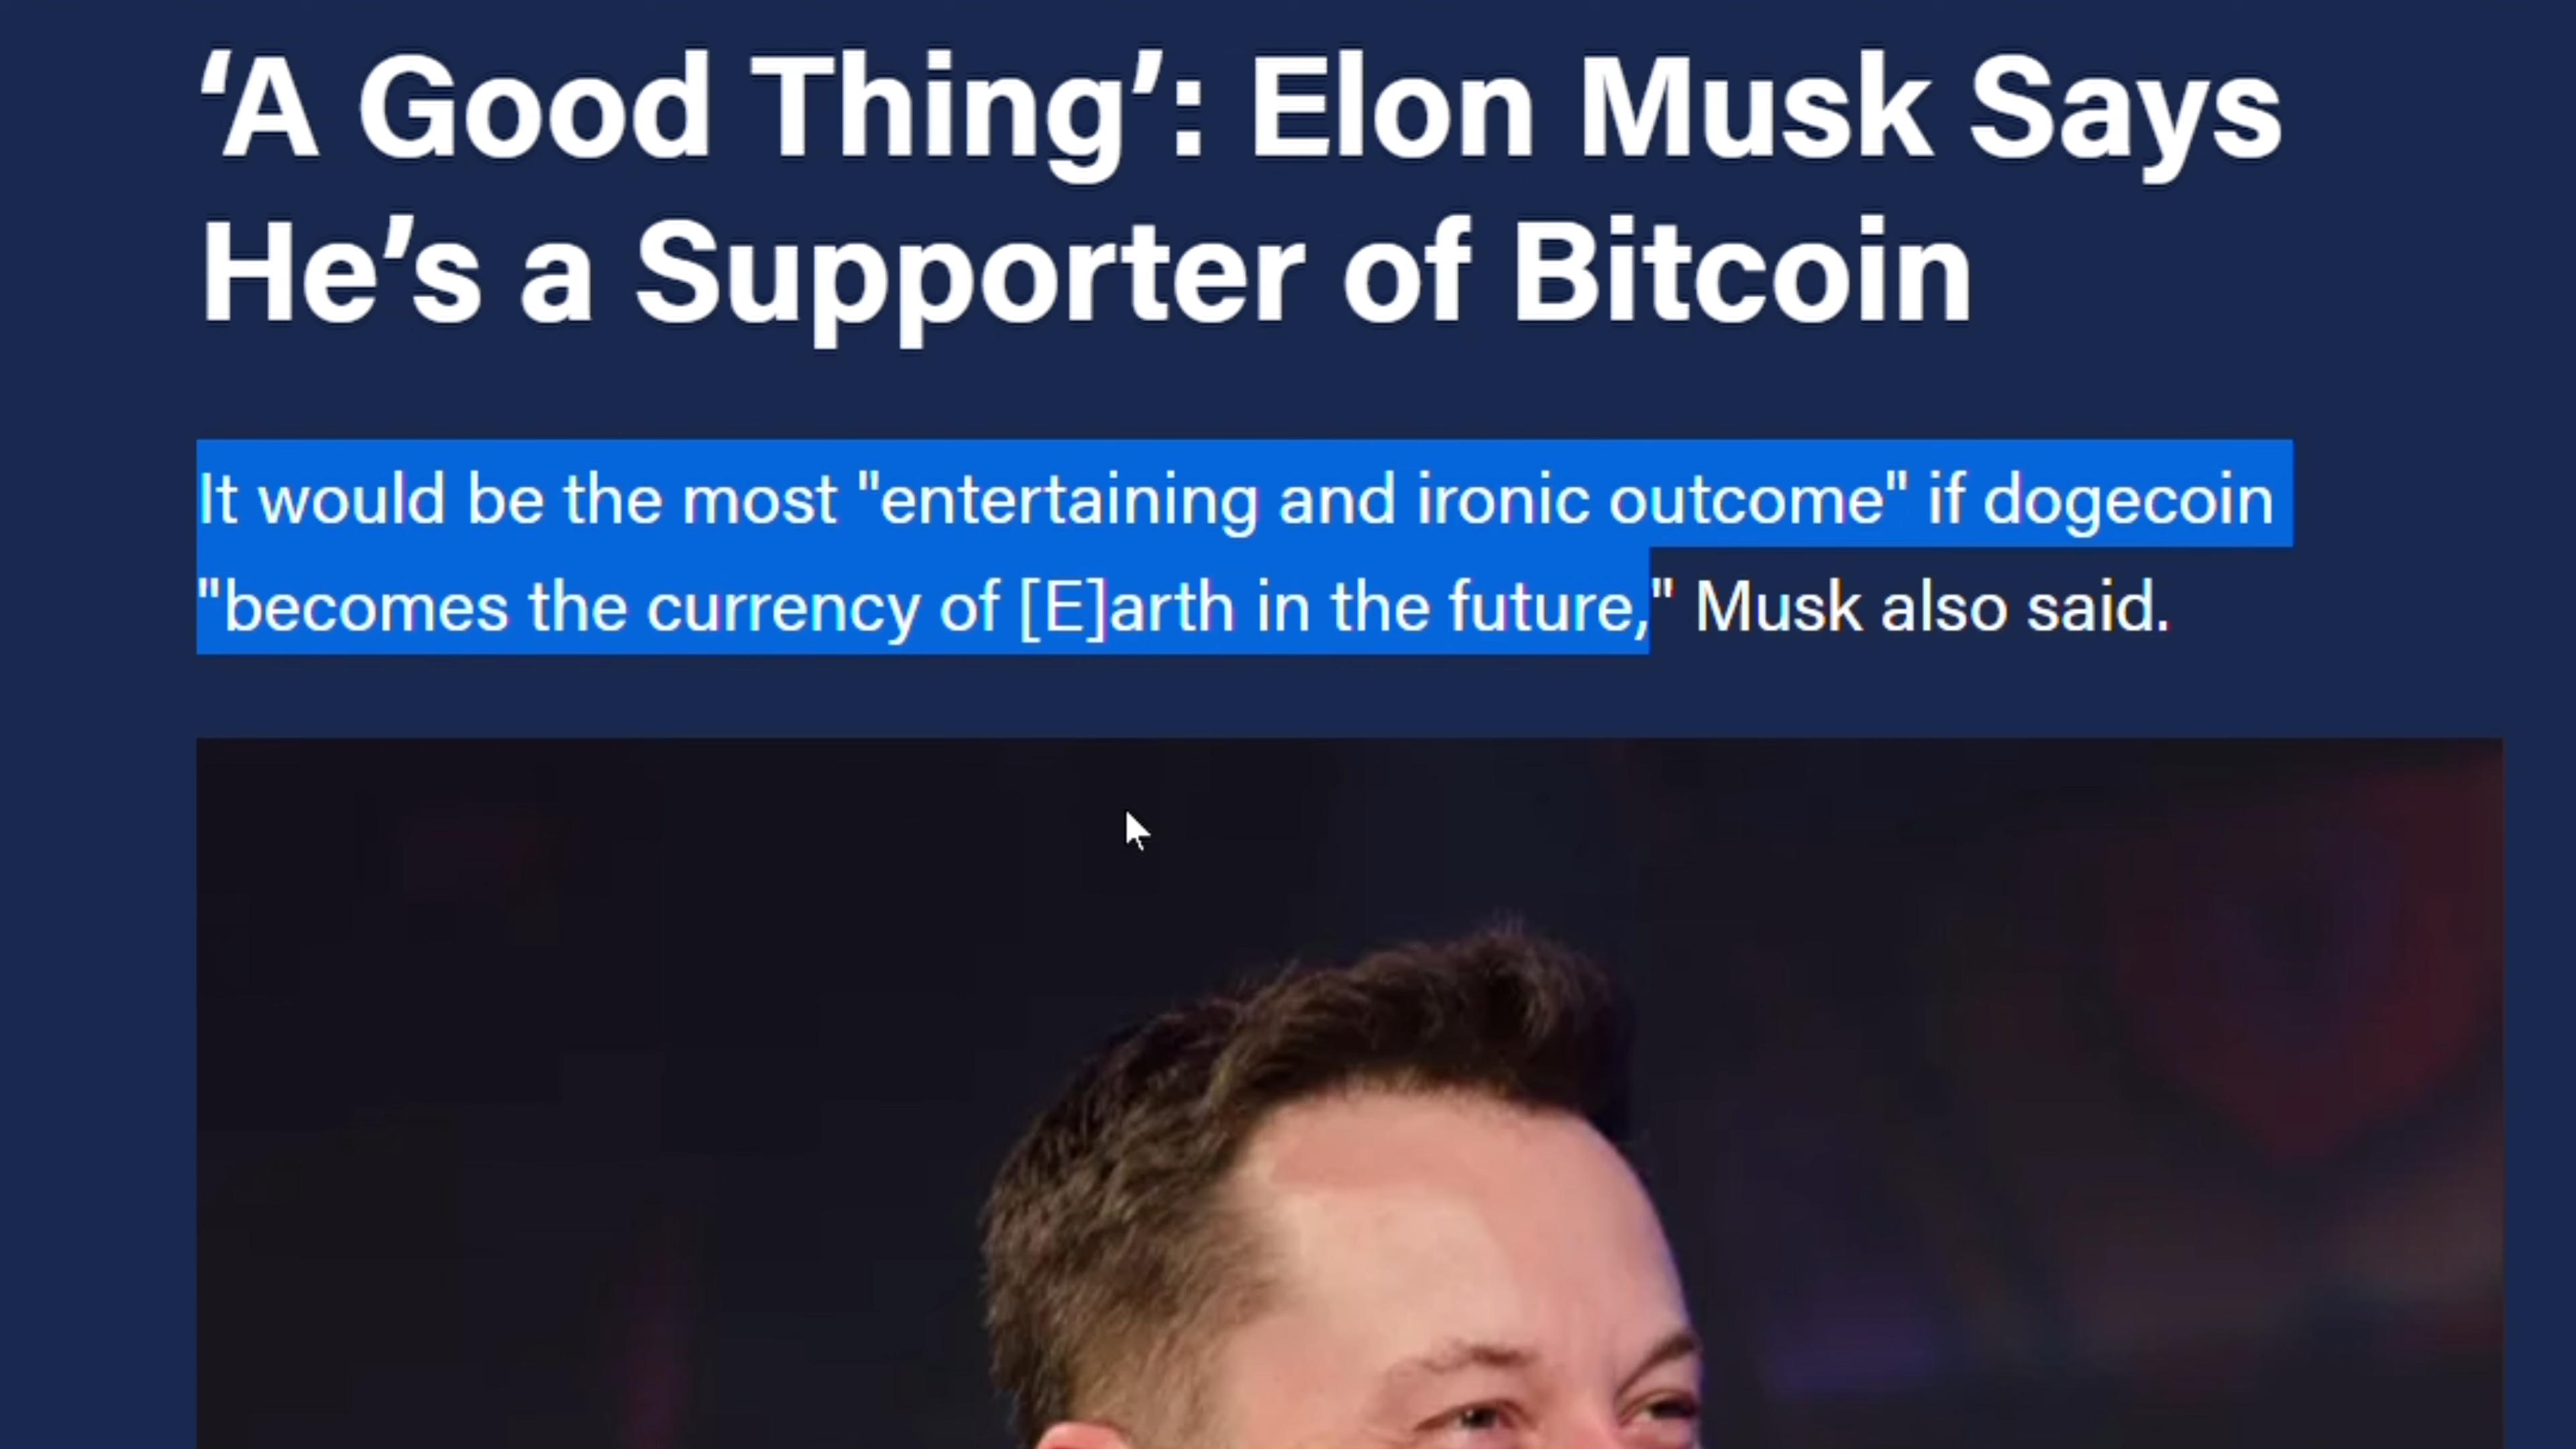 ‘A Good Thing’: Elon Musk Says
He’s a Supporter of Bitcoin
It would be the most "entertaining and ironic outcome" if dogecoin
"becomes the currency of [E]arth in the future," Musk also said.